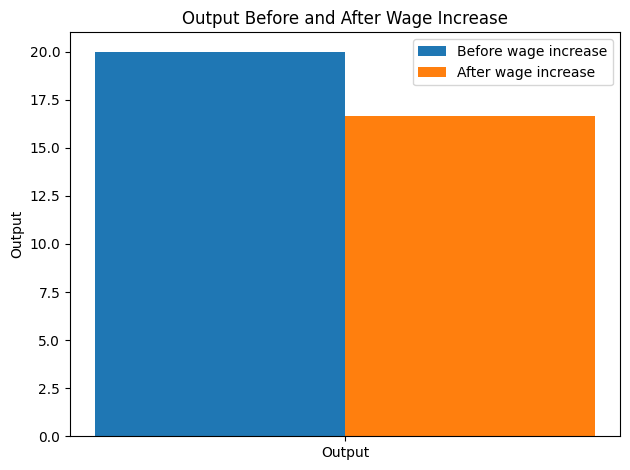 Output Before and After Wage Increase
Before wage increase
After wage increase
20.0
17.5
15.0
12.5
10.0
7.5
5.0
2.5
0.0
Output
Output